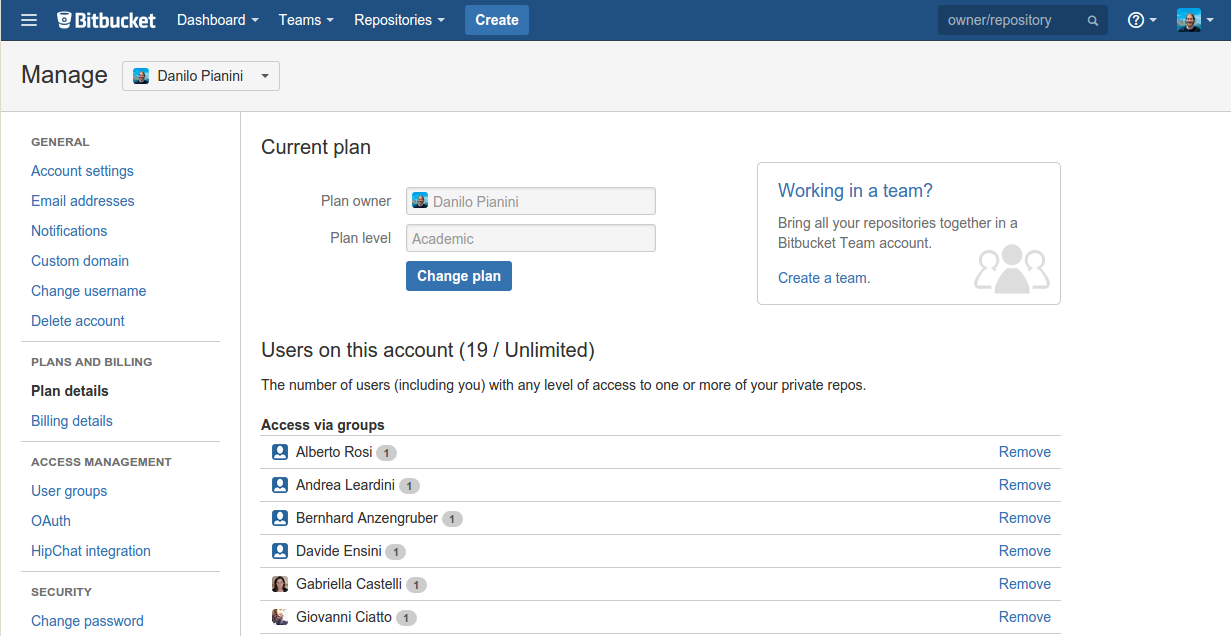 Bitbucket Dashboard Teams Repositories Create owner/repository
Manage Danilo Pianini
GENERAL
Account settings
Email addresses
Notifications
Custom domain
Change username
Delete account
PLANS AND BILLING
Plan details
Billing details
ACCESS MANAGEMENT
User groups
OAuth
HipChat integration
SECURITY
Change password
Current plan
Plan owner Danilo Pianini
Plan level Academic
Change plan
Working in a team?
Bring all your repositories together in a
Bitbucket Team account.
Create a team.
Users on this account (19 / Unlimited)
The number of users (including you) with any level of access to one or more of your private repos.
Access via groups
Alberto Rosi 1 Remove
Andrea Leardini 1 Remove
Bernhard Anzengruber 1 Remove
Davide Ensini 1 Remove
Gabriella Castelli 1 Remove
Giovanni Ciatto 1 Remove